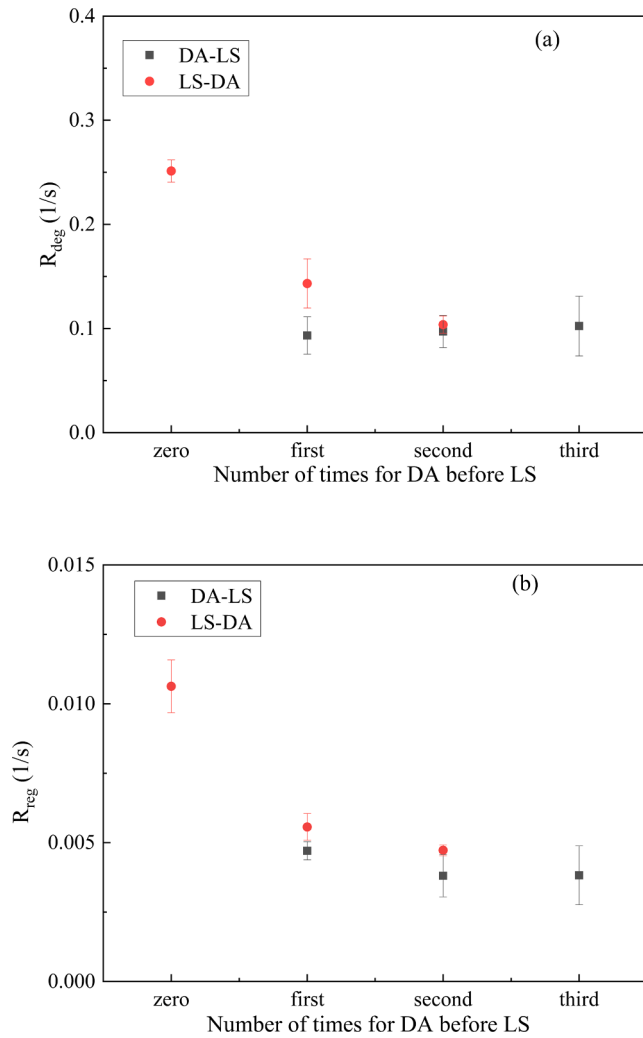 (a)
DA-LS
LS-DA
0.4
0.3
0.2
0.1
0.0
R_deg (1/s)
zero first second third
Number of times for DA before LS
(b)
DA-LS
LS-DA
0.015
0.010
0.005
0.000
R_reg (1/s)
zero first second third
Number of times for DA before LS